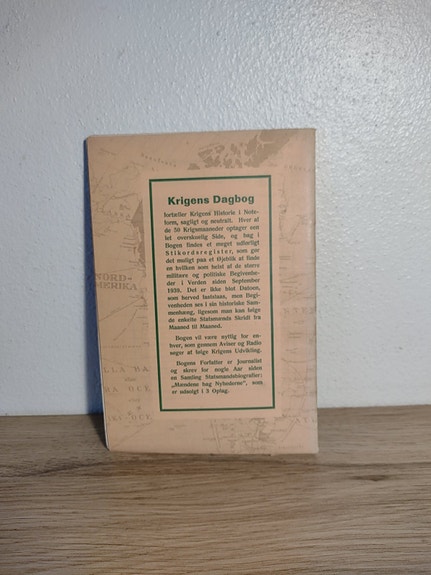 Krigens Dagbog
fortæller Krigens Historie i Note-
form, sagligt og neutralt. Hver af
de 50 Krigsmaaneder optager een
let overskuelig Side, og bag i
Bogen findes et meget udførligt
Stikordsregister, som gør
det muligt paa et Øjeblik at finde
en hvilken som helst af de større
militære og politiske Begivenhe-
der i Verden siden September
1939. Det er ikke blot Datoen,
som herved fastslaas, men Begi-
venheden ses i sin historiske Sam-
menhæng, ligesom man kan følge
de enkelte Statsmænds Skridt fra
Maaned til Maaned.
Bogen vil være nyttig for en-
hver, som gennem Aviser og Radio
søger at følge Krigens Udvikling.
Bogens Forfatter er Journalist
og skrev for nogle Aar siden
en Samling Statsmandsbiografier:
„Mændene bag Nyhederne", som
er udsolgt i 3 Oplag.
NORD-
AMERIKA